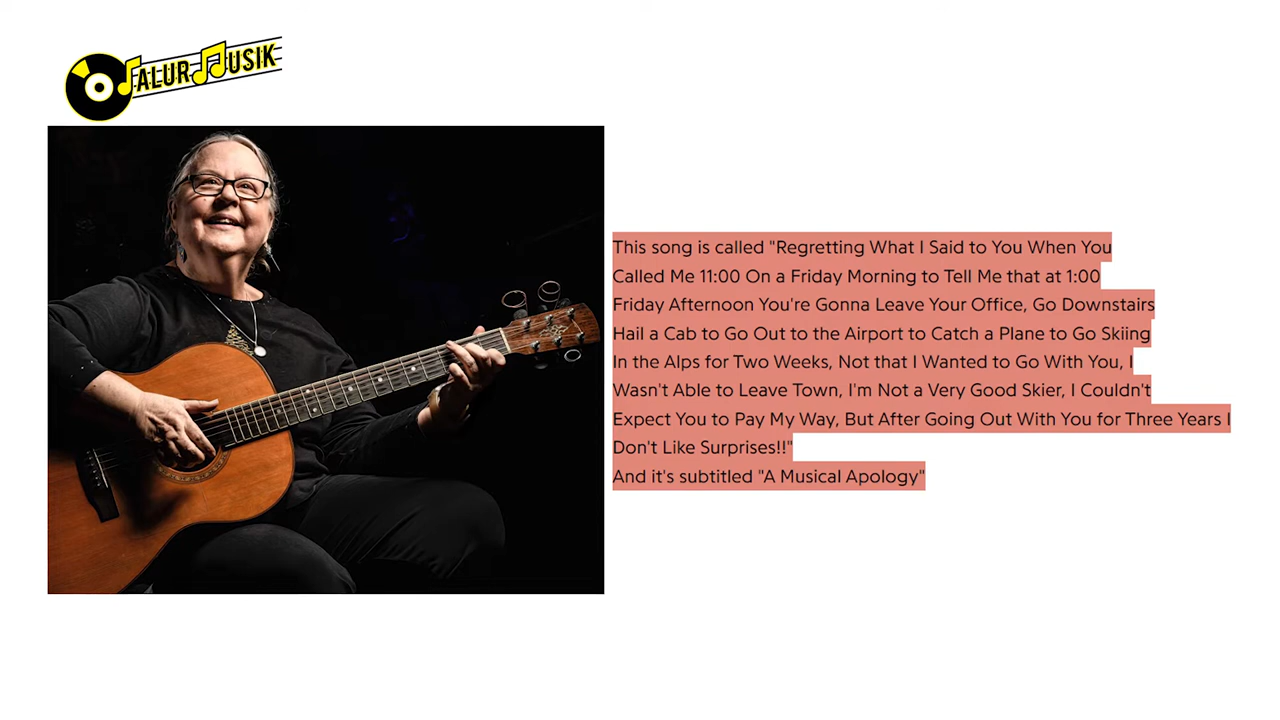 ALUR MUSIK
This song is called "Regretting What I Said to You When You
Called Me 11:00 On a Friday Morning to Tell Me that at 1:00
Friday Afternoon You're Gonna Leave Your Office, Go Downstairs
Hail a Cab to Go Out to the Airport to Catch a Plane to Go Skiing
In the Alps for Two Weeks, Not that I Wanted to Go With You, I
Wasn't Able to Leave Town, I'm Not a Very Good Skier, I Couldn't
Expect You to Pay My Way, But After Going Out With You for Three Years I
Don't Like Surprises!!"
And it's subtitled "A Musical Apology"